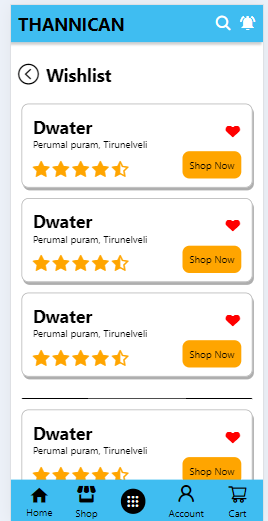 THANNICAN
Wishlist
Dwater
Perumal puram, Tirunelveli
Shop Now
Dwater
Perumal puram, Tirunelveli
Shop Now
Dwater
Perumal puram, Tirunelveli
Shop Now
Dwater
Perumal puram, Tirunelveli
Shop Now
Home
Shop
Account
Cart